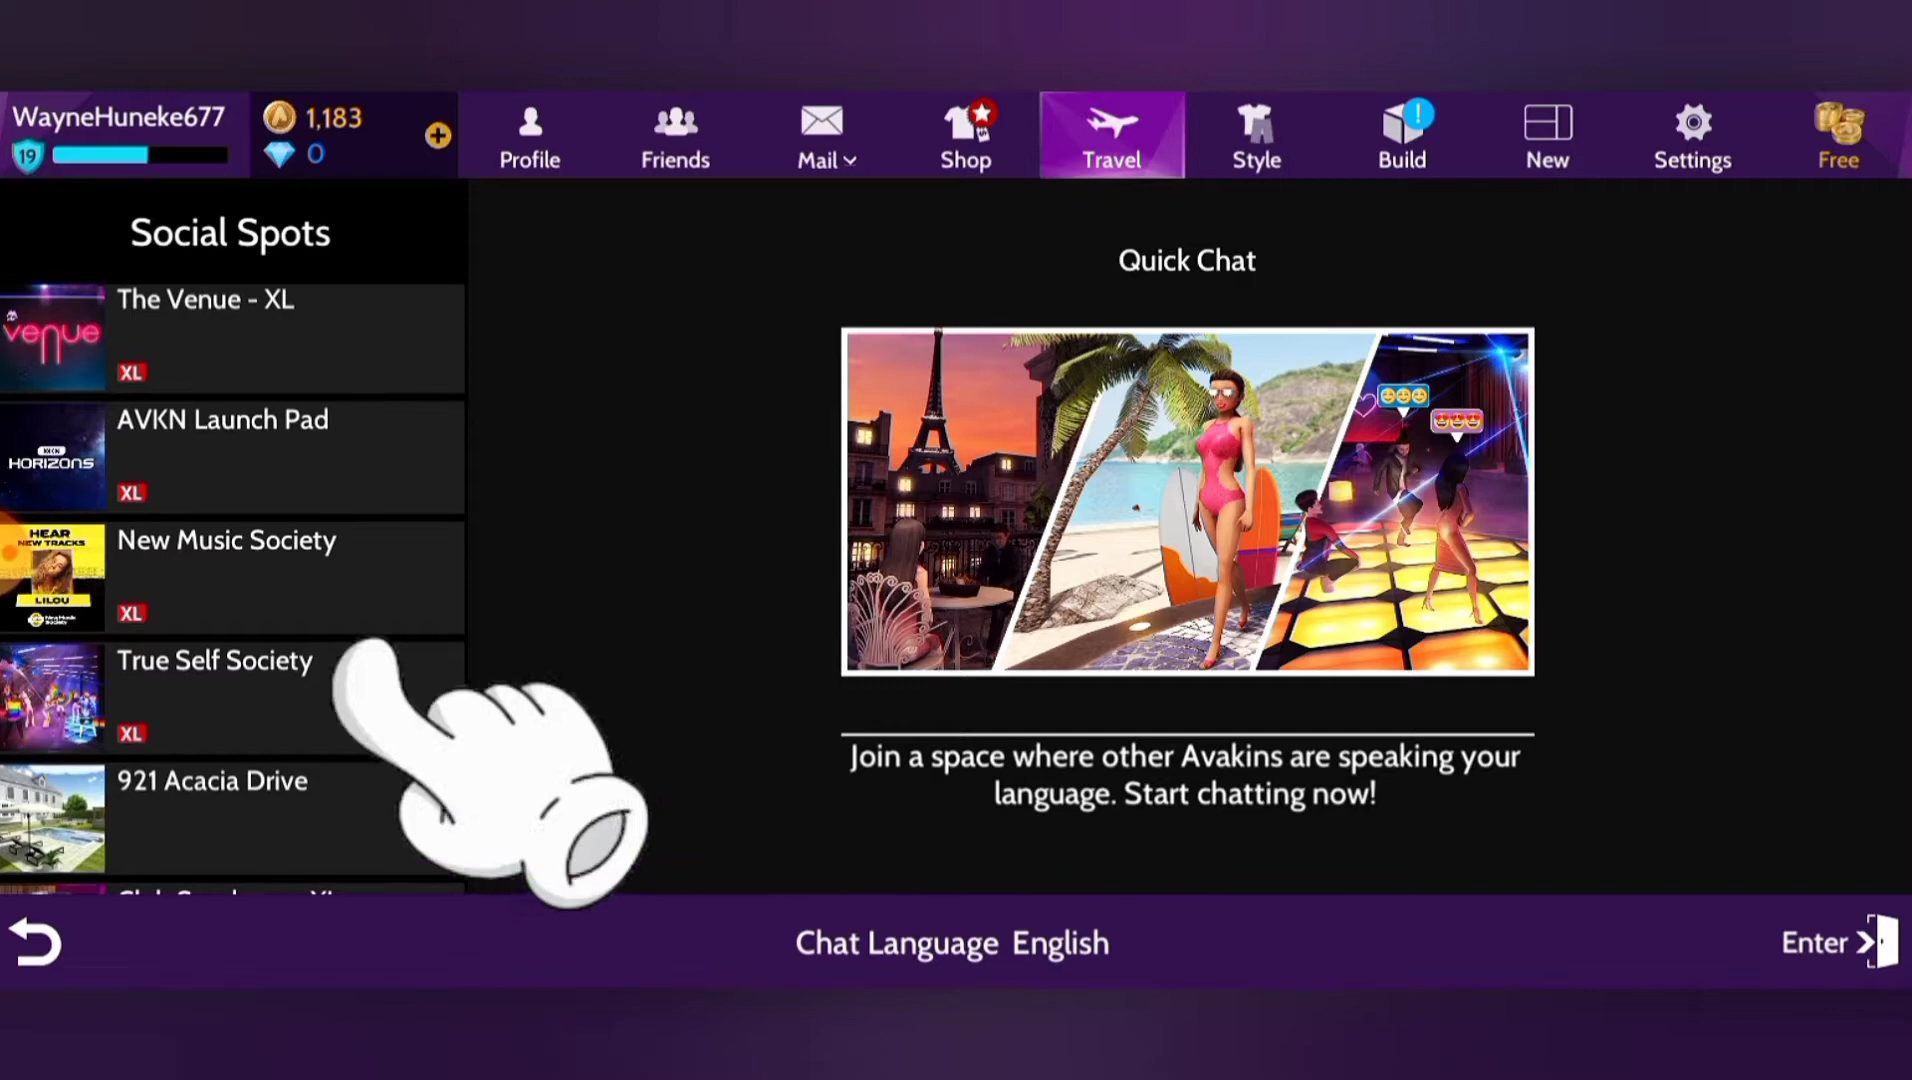 WayneHuneke677
19
1,183
0
Profile
Friends
Mail
Shop
Travel
Style
Build
New
Settings
Free
Social Spots
The Venue - XL
venue
XL
AVKN Launch Pad
HORIZONS
XL
New Music Society
HEAR
NEW TRACKS
LILOU
New Music
Society
XL
True Self Society
XL
921 Acacia Drive
Quick Chat
Join a space where other Avakins are speaking your
language. Start chatting now!
Chat Language English
Enter